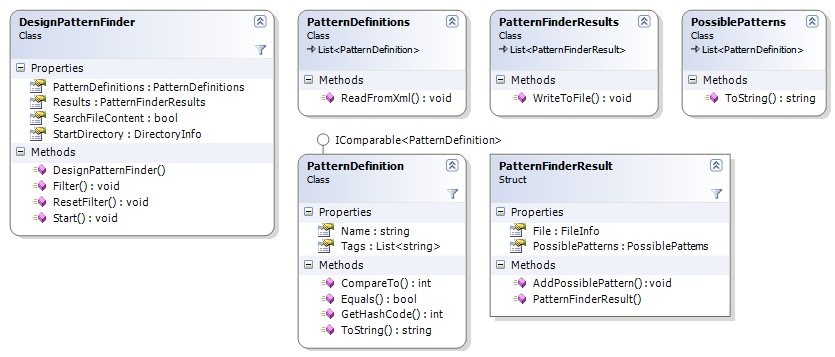 DesignPatternFinder
Class
Properties
PatternDefinitions : PatternDefinitions
Results : PatternFinderResults
SearchFileContent : bool
StartDirectory : DirectoryInfo
Methods
DesignPatternFinder()
Filter() : void
ResetFilter() : void
Start() : void
PatternDefinitions
Class
List<PatternDefinition>
Methods
ReadFromXml() : void
PatternFinderResults
Class
List<PatternFinderResult>
Methods
WriteToFile() : void
PossiblePatterns
Class
List<PatternDefinition>
Methods
ToString() : string
IComparable<PatternDefinition>
PatternDefinition
Class
Properties
Name : string
Tags : List<string>
Methods
CompareTo() : int
Equals() : bool
GetHashCode() : int
ToString() : string
PatternFinderResult
Struct
Properties
File : FileInfo
PossiblePatterns : PossiblePatterns
Methods
AddPossiblePattern() : void
PatternFinderResult()